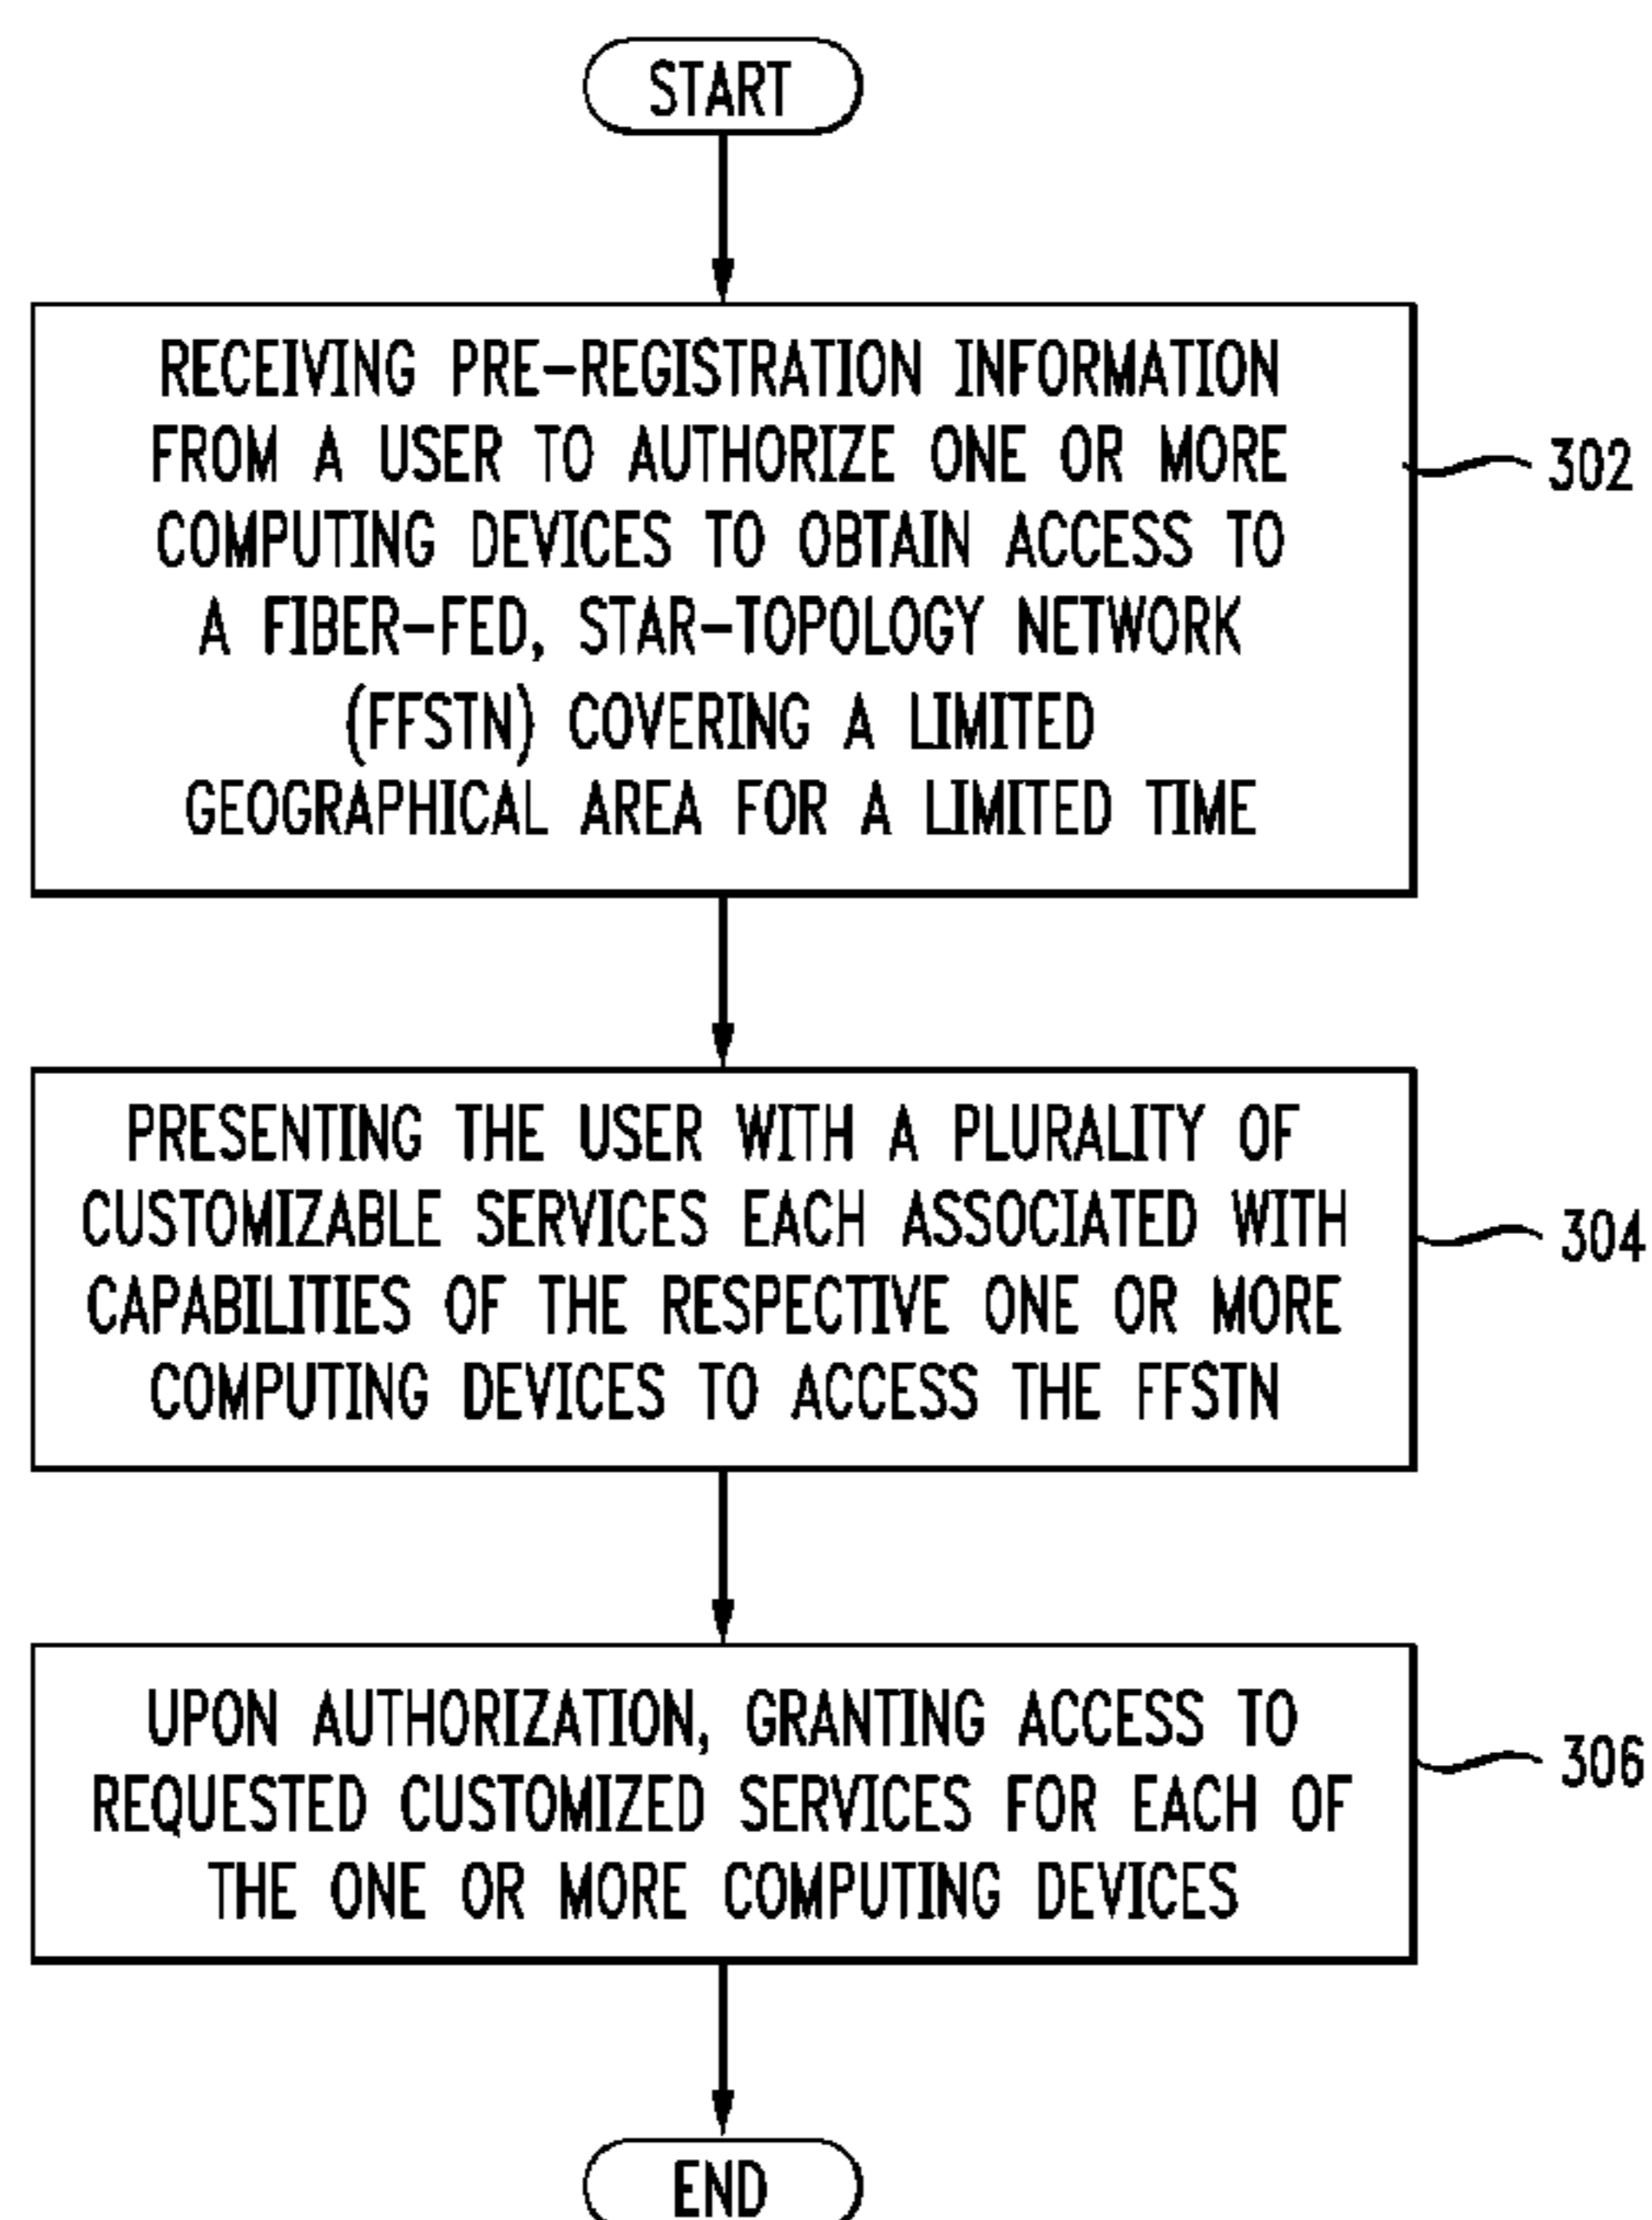 START
RECEIVING PRE-REGISTRATION INFORMATION
FROM A USER TO AUTHORIZE ONE OR MORE
COMPUTING DEVICES TO OBTAIN ACCESS TO
A FIBER-FED, STAR-TOPOLOGY NETWORK
(FFSTN) COVERING A LIMITED
GEOGRAPHICAL AREA FOR A LIMITED TIME
302
PRESENTING THE USER WITH A PLURALITY OF
CUSTOMIZABLE SERVICES EACH ASSOCIATED WITH
CAPABILITIES OF THE RESPECTIVE ONE OR MORE
COMPUTING DEVICES TO ACCESS THE FFSTN
304
UPON AUTHORIZATION, GRANTING ACCESS TO
REQUESTED CUSTOMIZED SERVICES FOR EACH OF
THE ONE OR MORE COMPUTING DEVICES
306
END